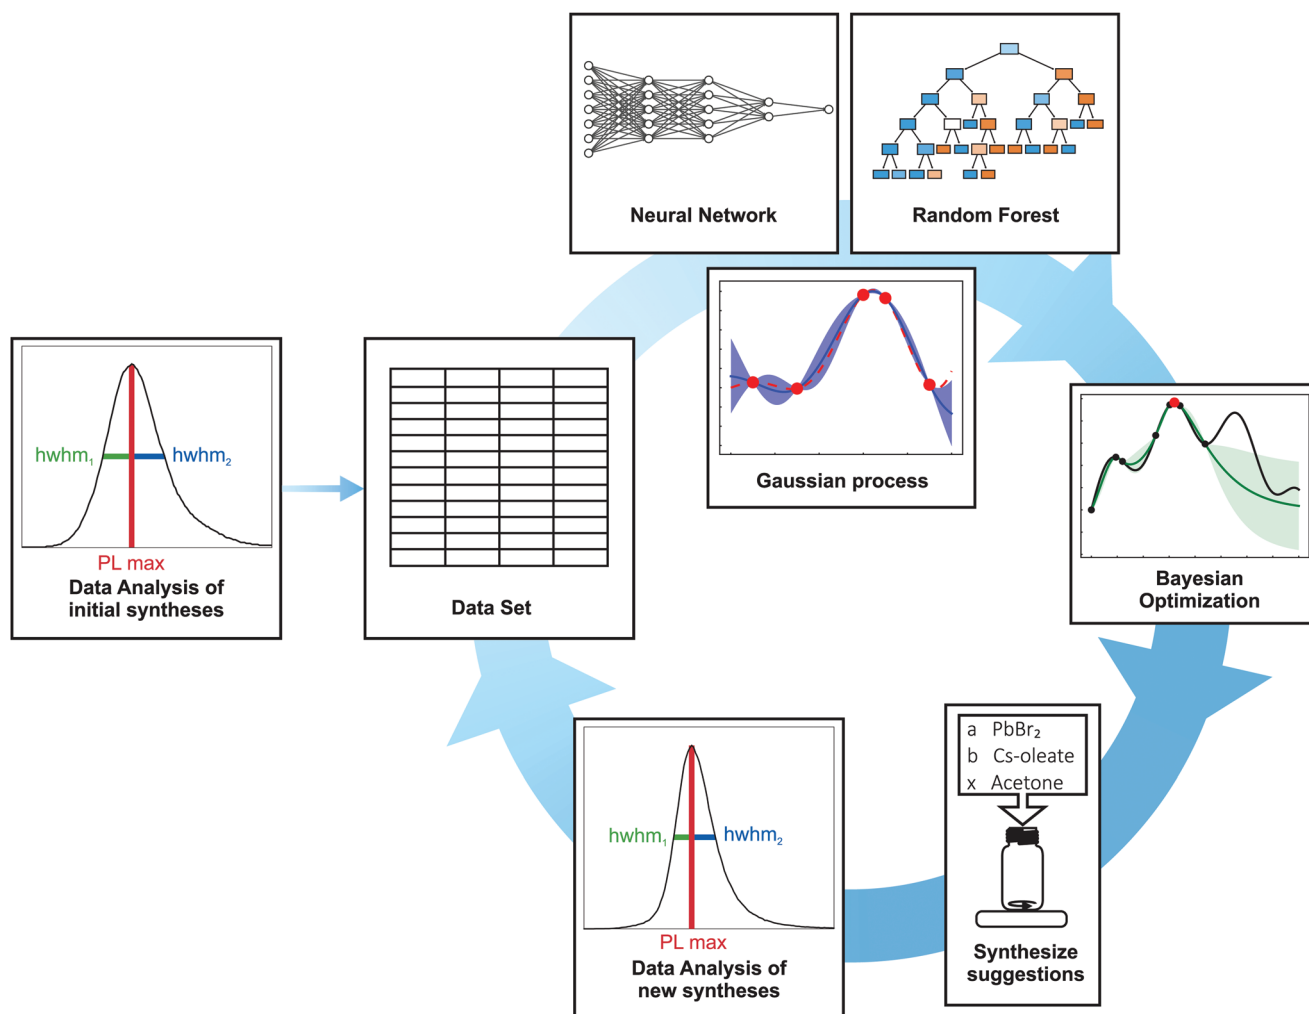 Neural Network
Random Forest
Gaussian process
hwhm₁
hwhm₂
PL max
Data Analysis of
initial syntheses
Data Set
Bayesian
Optimization
a PbBr₂
b Cs-oleate
x Acetone
Synthesize
suggestions
hwhm₁
hwhm₂
PL max
Data Analysis of
new syntheses